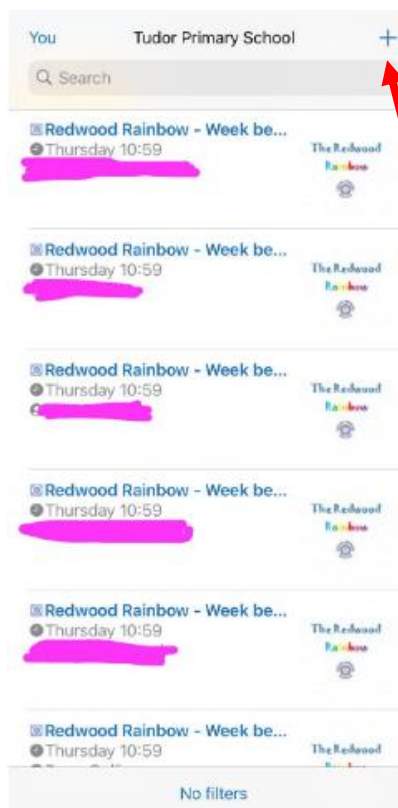 You Tudor Primary School +
Search
Redwood Rainbow - Week be...
Thursday 10:59
The Redwood
Rainbow
Redwood Rainbow - Week be...
Thursday 10:59
The Redwood
Rainbow
Redwood Rainbow - Week be...
Thursday 10:59
The Redwood
Rainbow
Redwood Rainbow - Week be...
Thursday 10:59
The Redwood
Rainbow
Redwood Rainbow - Week be...
Thursday 10:59
The Redwood
Rainbow
Redwood Rainbow - Week be...
Thursday 10:59
The Redwood
No filters